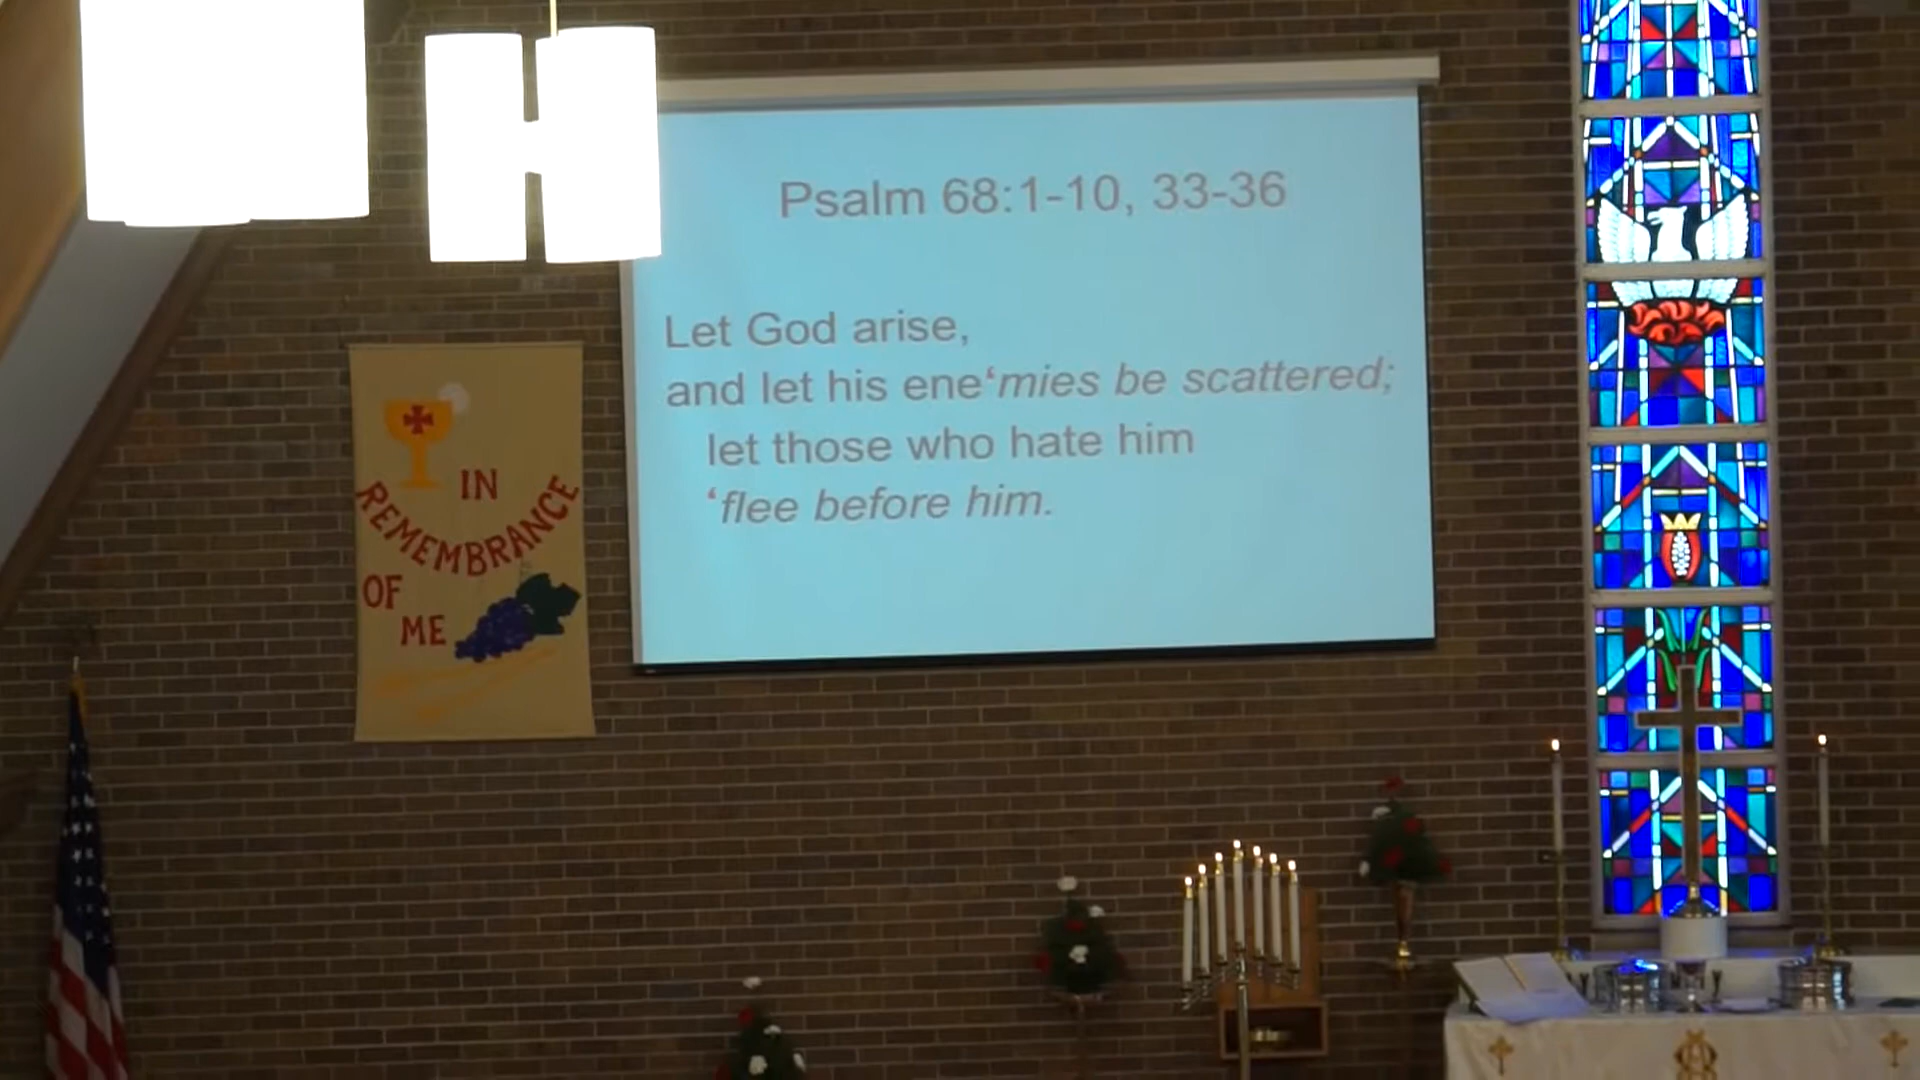 Psalm 68:1-10, 33-36
Let God arise,
and let his ene‘mies be scattered;
let those who hate him
‘flee before him.
IN
REMEMBRANCE
OF
ME